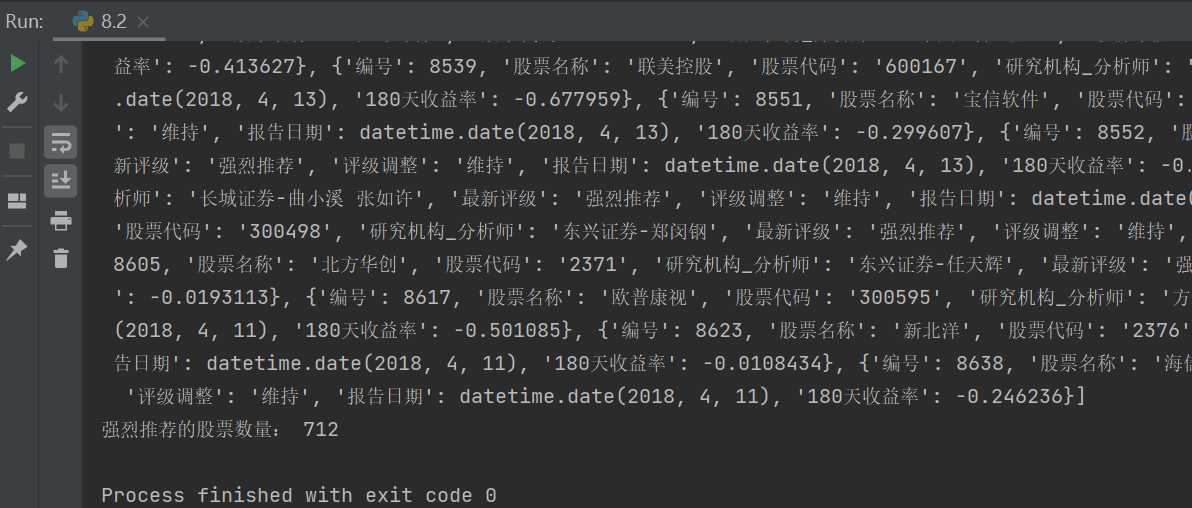 Run: 8.2
益率': -0.413627}, {'编号': 8539, '股票名称': '联美控股', '股票代码': '600167', '研究机构_分析师': '
.date(2018, 4, 13), '180天收益率': -0.677959}, {'编号': 8551, '股票名称': '宝信软件', '股票代码':
': '维持', '报告日期': datetime.date(2018, 4, 13), '180天收益率': -0.299607}, {'编号': 8552, '股
新评级': '强烈推荐', '评级调整': '维持', '报告日期': datetime.date(2018, 4, 13), '180天收益率': -0.
析师': '长城证券-曲小溪 张如许', '最新评级': '强烈推荐', '评级调整': '维持', '报告日期': datetime.date(
'股票代码': '300498', '研究机构_分析师': '东兴证券-郑闵钢', '最新评级': '强烈推荐', '评级调整': '维持',
8605, '股票名称': '北方华创', '股票代码': '2371', '研究机构_分析师': '东兴证券-任天辉', '最新评级': '强
': -0.0193113}, {'编号': 8617, '股票名称': '欧普康视', '股票代码': '300595', '研究机构_分析师': '方
(2018, 4, 11), '180天收益率': -0.501085}, {'编号': 8623, '股票名称': '新北洋', '股票代码': '2376'
告日期': datetime.date(2018, 4, 11), '180天收益率': -0.0108434}, {'编号': 8638, '股票名称': '海信
'评级调整': '维持', '报告日期': datetime.date(2018, 4, 11), '180天收益率': -0.246236}]
强烈推荐的股票数量： 712
Process finished with exit code 0